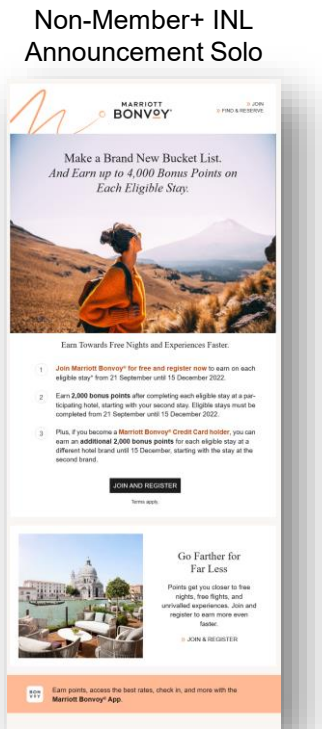 Non-Member+ INL
Announcement Solo
MARRIOTT
BONVOY
JOIN
FIND & RESERVE
Make a Brand New Bucket List.
And Earn up to 4,000 Bonus Points on
Each Eligible Stay.
Earn Towards Free Nights and Experiences Faster.
1
Join Marriott Bonvoy® for free and register now to earn on each
eligible stay* from 21 September until 15 December 2022.
2
Earn 2,000 bonus points after completing each eligible stay at a par-
ticipating hotel, starting with your second stay. Eligible stays must be
completed from 21 September until 15 December 2022.
3
Plus, if you become a Marriott Bonvoy® Credit Card holder, you can
earn an additional 2,000 bonus points for each eligible stay at a
different hotel brand until 15 December, starting with the stay at the
second brand.
JOIN AND REGISTER
Terms apply.
Go Farther for
Far Less
Points get you closer to free
nights, free flights, and
unrivalled experiences. Join and
register to earn more even
faster.
JOIN & REGISTER
BON
VOY
Earn points, access the best rates, check in, and more with the
Marriott Bonvoy® App.